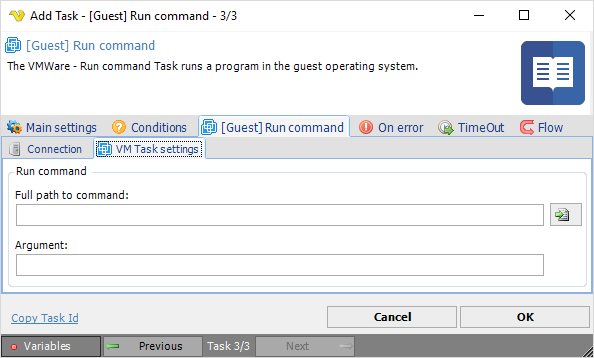 Add Task - [Guest] Run command - 3/3
[Guest] Run command
The VMWare - Run command Task runs a program in the guest operating system.
Main settings Conditions [Guest] Run command On error TimeOut Flow
Connection VM Task settings
Run command
Full path to command:
Argument:
Copy Task Id Cancel OK
Variables Previous Task 3/3 Next